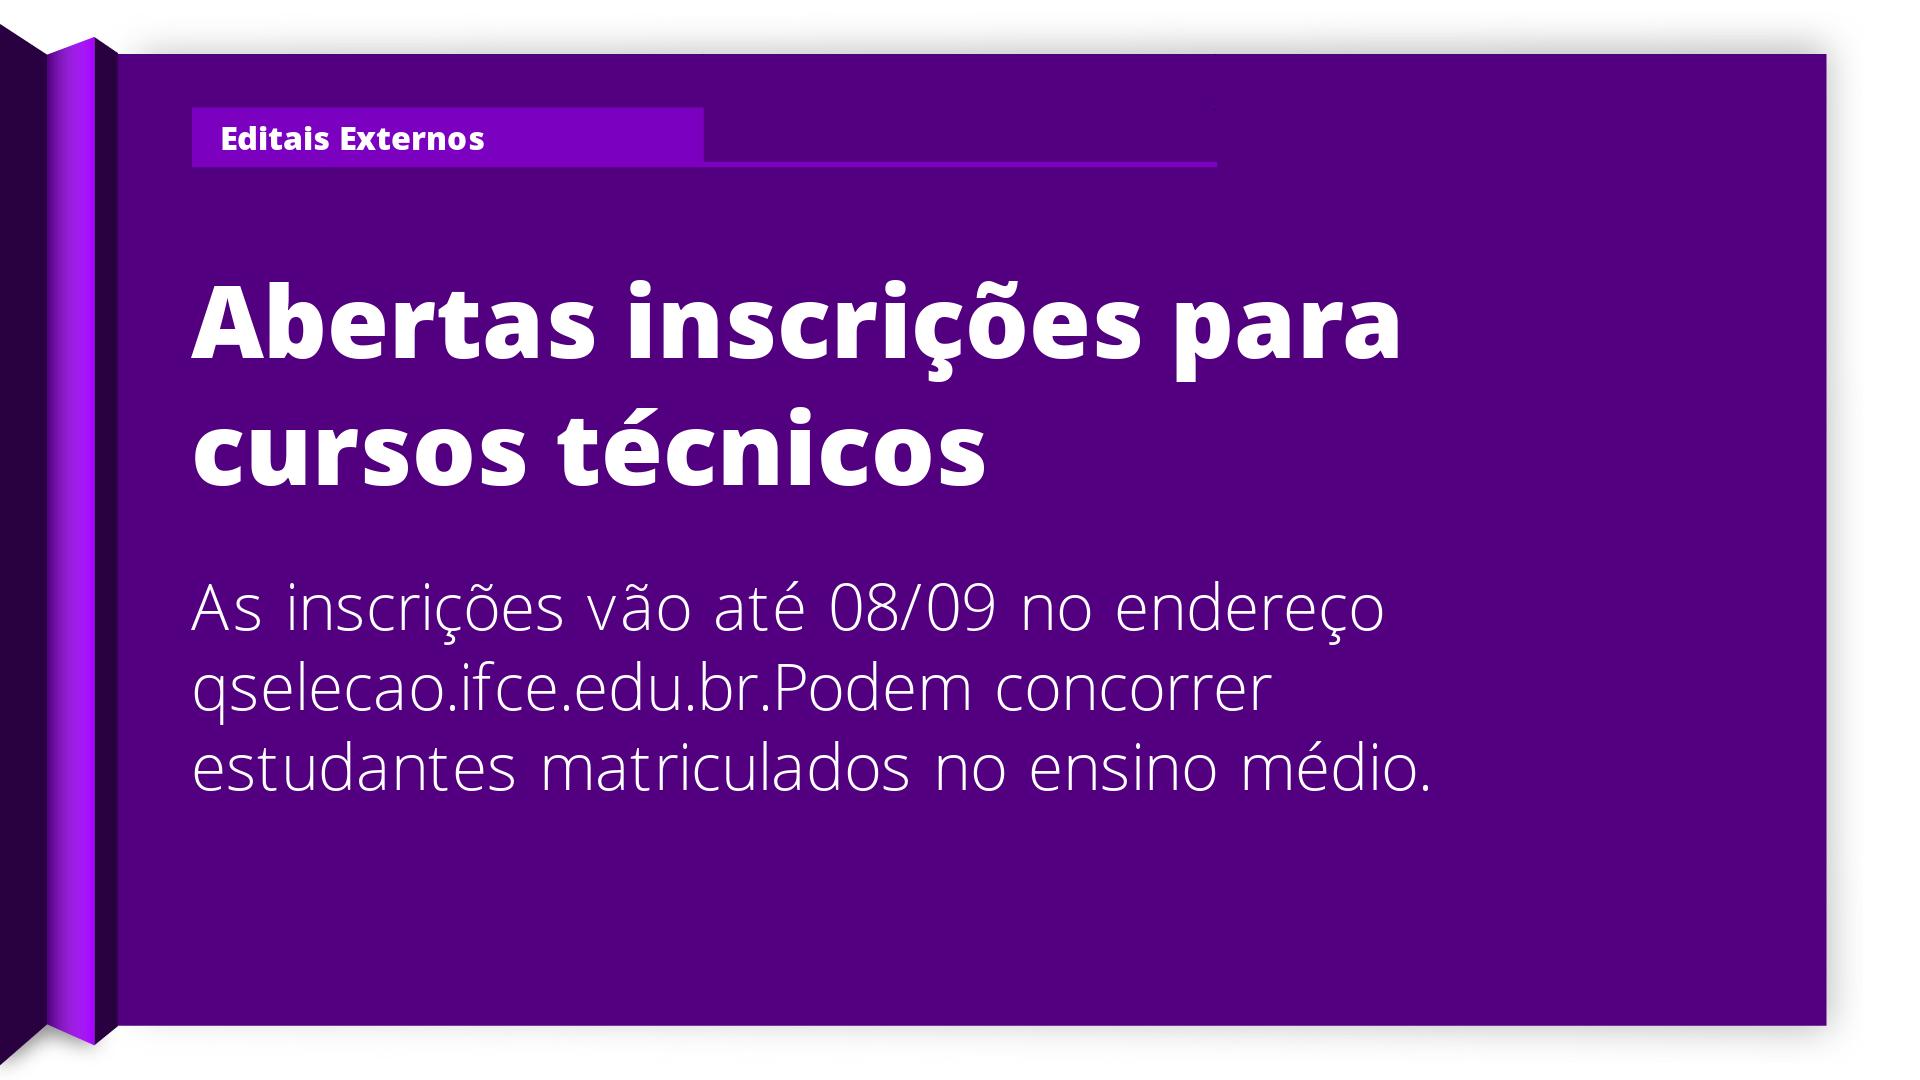 Editais Externos
Abertas inscrições para
cursos técnicos
As inscrições vão até 08/09 no endereço
qselecao.ifce.edu.br.Podem concorrer
estudantes matriculados no ensino médio.